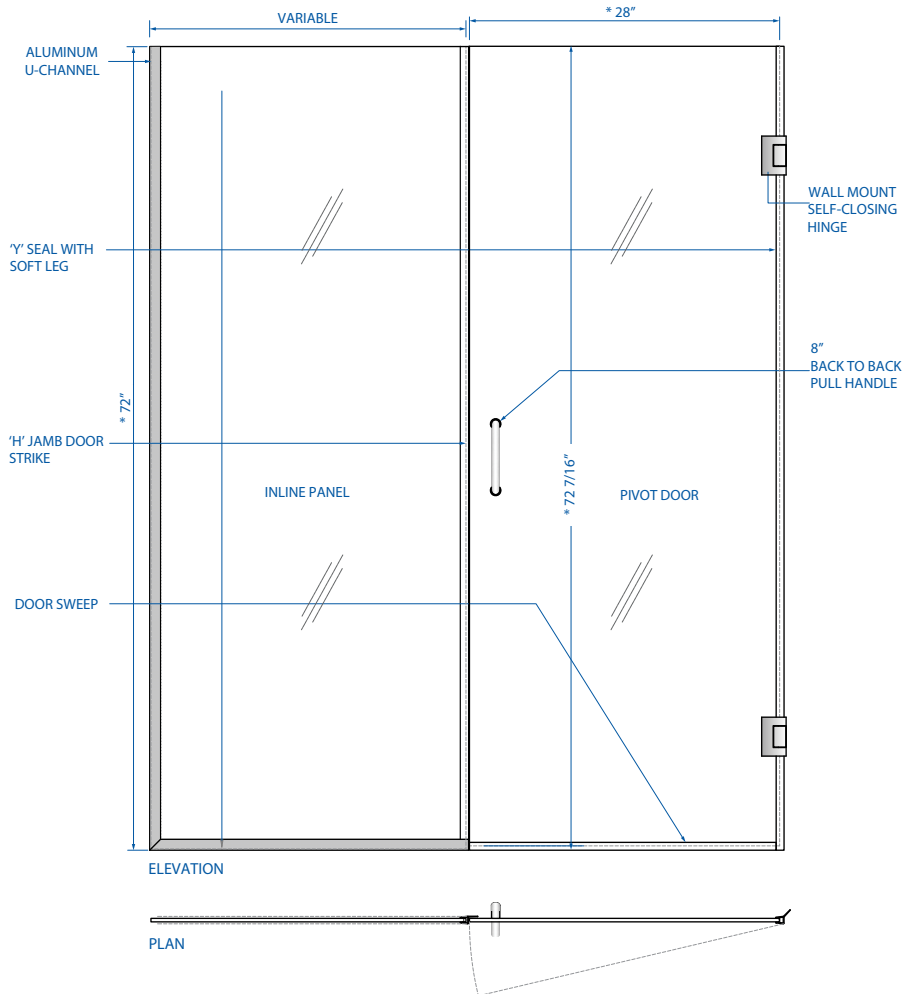 VARIABLE
* 28”
ALUMINUM
U-CHANNEL
WALL MOUNT
SELF-CLOSING
HINGE
‘Y’ SEAL WITH
SOFT LEG
8”
BACK TO BACK
PULL HANDLE
* 72”
‘H’ JAMB DOOR
STRIKE
* 72 7/16”
INLINE PANEL
PIVOT DOOR
DOOR SWEEP
ELEVATION
PLAN